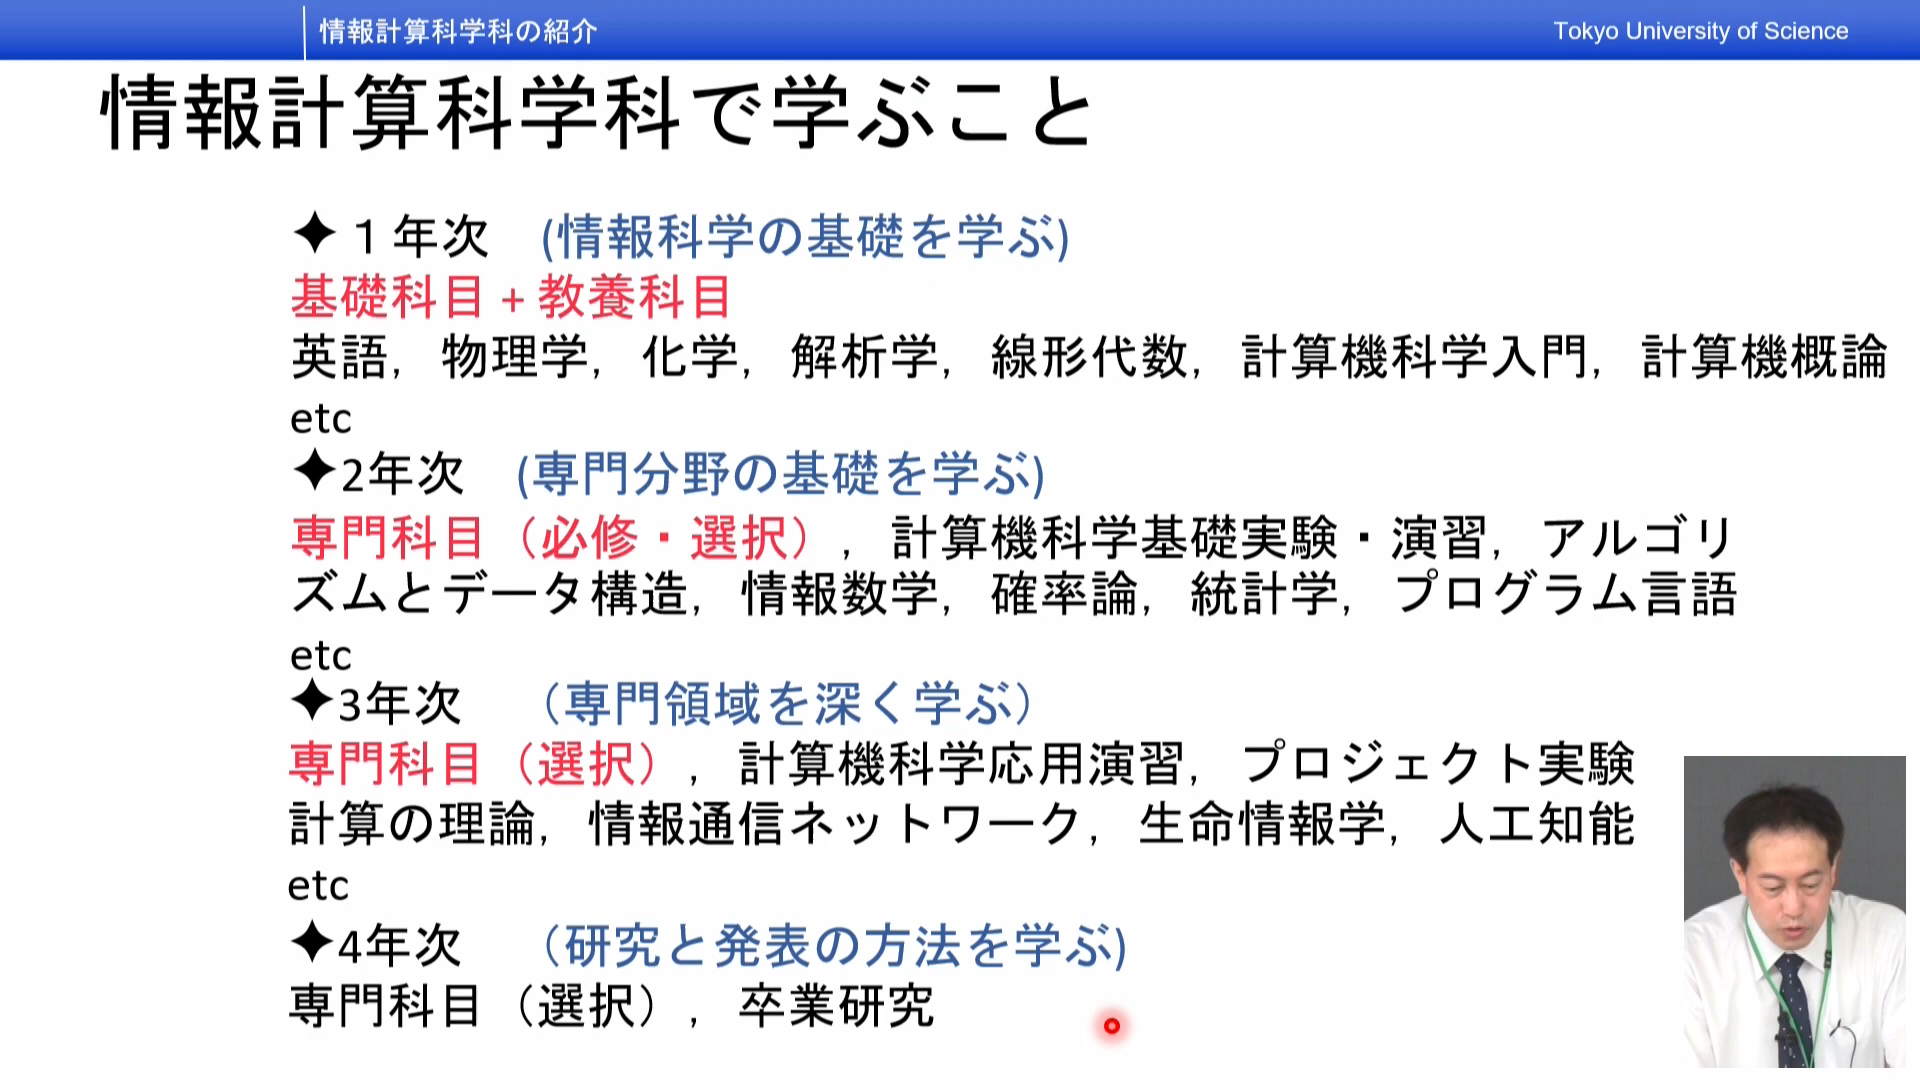 情報計算科学科の紹介
Tokyo University of Science
情報計算科学科で学ぶこと
✦１年次　(情報科学の基礎を学ぶ)
基礎科目+教養科目
英語，物理学，化学，解析学，線形代数，計算機科学入門，計算機概論
etc
✦2年次　(専門分野の基礎を学ぶ)
専門科目（必修・選択），計算機科学基礎実験・演習，アルゴリ
ズムとデータ構造，情報数学，確率論，統計学，プログラム言語
etc
✦3年次　（専門領域を深く学ぶ）
専門科目（選択），計算機科学応用演習，プロジェクト実験
計算の理論，情報通信ネットワーク，生命情報学，人工知能
etc
✦4年次　（研究と発表の方法を学ぶ)
専門科目（選択），卒業研究